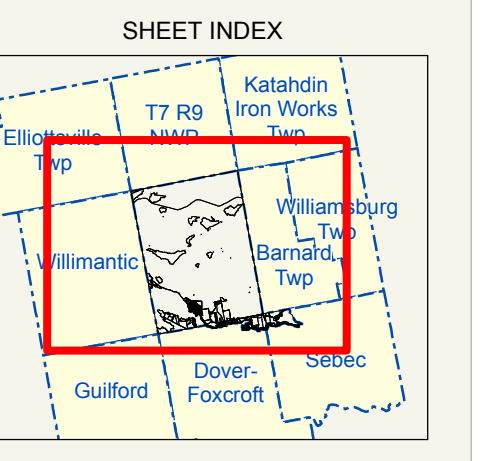 SHEET INDEX
Katahdin
Iron Works
Twp
T7 R9
NWP
Elliottsville
Twp
Williamsburg
Twp
Willimantic
Barnard
Twp
Sebec
Guilford
Dover-
Foxcroft